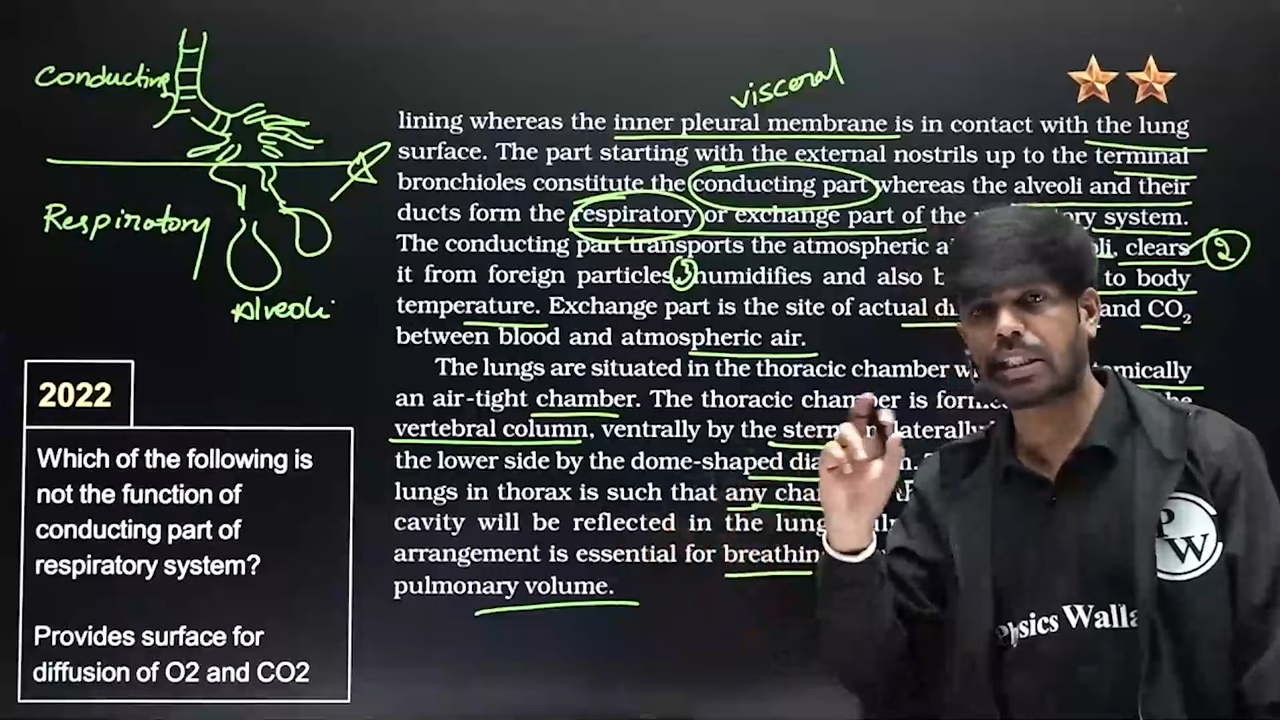 Conducting
Respiratory
Alveoli
visceral
lining whereas the inner pleural membrane is in contact with the lung
surface. The part starting with the external nostrils up to the terminal
bronchioles constitute the conducting part whereas the alveoli and their
ducts form the respiratory or exchange part of the system.
The conducting part transports the atmospheric clears
2
it from foreign particles, 3 humidifies and also to body
temperature. Exchange part is the site of actual and CO₂
between blood and atmospheric air.
The lungs are situated in the thoracic chamber
an air-tight chamber. The thoracic chamber is
vertebral column, ventrally by the laterally
the lower side by the dome-shaped
lungs in thorax is such that any
cavity will be reflected in the
arrangement is essential for
pulmonary volume.
2022
Which of the following is
not the function of
conducting part of
respiratory system?
Provides surface for
diffusion of O2 and CO2
PW